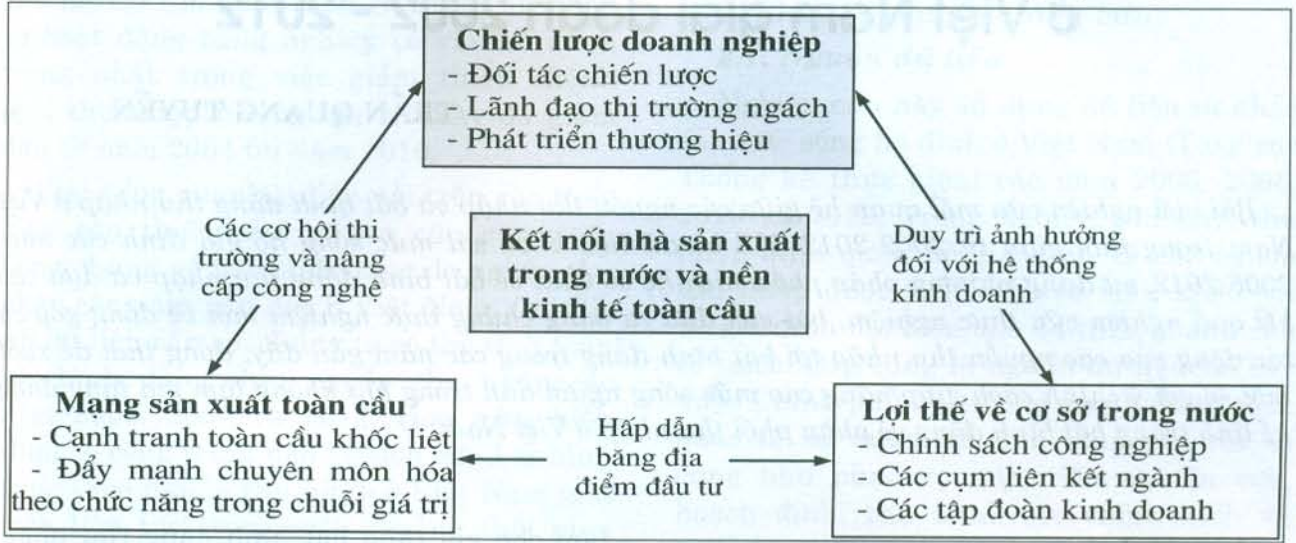 Chiến lược doanh nghiệp
- Đối tác chiến lược
- Lãnh đạo thị trường ngách
- Phát triển thương hiệu
Các cơ hội thị
trường và nâng
cấp công nghệ
Kết nối nhà sản xuất
trong nước và nền
kinh tế toàn cầu
Duy trì ảnh hưởng
đối với hệ thống
kinh doanh
Mạng sản xuất toàn cầu
- Cạnh tranh toàn cầu khốc liệt
- Đẩy mạnh chuyên môn hóa
theo chức năng trong chuỗi giá trị
Hấp dẫn
bằng địa
điểm đầu tư
Lợi thế về cơ sở trong nước
- Chính sách công nghiệp
- Các cụm liên kết ngành
- Các tập đoàn kinh doanh